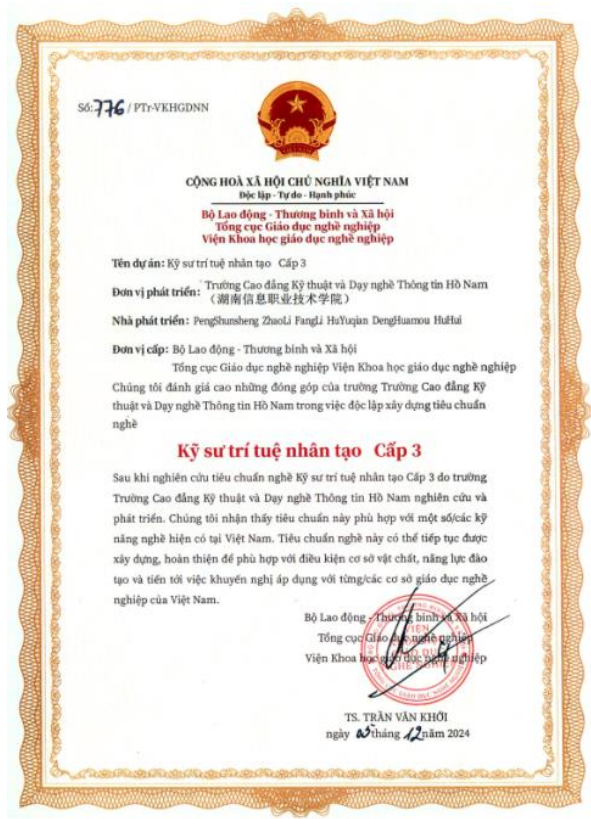 Số: 776 / PTr-VKHGDNN
CỘNG HOÀ XÃ HỘI CHỦ NGHĨA VIỆT NAM
Độc lập - Tự do - Hạnh phúc
Bộ Lao động - Thương binh và Xã hội
Tổng cục Giáo dục nghề nghiệp
Viện Khoa học giáo dục nghề nghiệp
Tên dự án: Kỹ sư trí tuệ nhân tạo Cấp 3
Đơn vị phát triển: Trường Cao đẳng Kỹ thuật và Dạy nghề Thông tin Hồ Nam
(湖南信息职业技术学院)
Nhà phát triển: PengShunsheng ZhaoLi FangLi HuYuqian DengHuamou HuHui
Đơn vị cấp: Bộ Lao động - Thương binh và Xã hội
Tổng cục Giáo dục nghề nghiệp Viện Khoa học giáo dục nghề nghiệp
Chúng tôi đánh giá cao những đóng góp của trường Trường Cao đẳng Kỹ
thuật và Dạy nghề Thông tin Hồ Nam trong việc độc lập xây dựng tiêu chuẩn
nghề
Kỹ sư trí tuệ nhân tạo Cấp 3
Sau khi nghiên cứu tiêu chuẩn nghề Kỹ sư trí tuệ nhân tạo Cấp 3 do trường
Trường Cao đẳng Kỹ thuật và Dạy nghề Thông tin Hồ Nam nghiên cứu và
phát triển. Chúng tôi nhận thấy tiêu chuẩn này phù hợp với một số/các kỹ
năng nghề hiện có tại Việt Nam. Tiêu chuẩn nghề này có thể tiếp tục được
xây dựng, hoàn thiện để phù hợp với điều kiện cơ sở vật chất, năng lực đào
tạo và tiến tới việc khuyến nghị áp dụng với từng/các cơ sở giáo dục nghề
nghiệp của Việt Nam.
Bộ Lao động - Thương binh và Xã hội
Tổng cục Giáo dục nghề nghiệp
Viện Khoa học giáo dục nghề nghiệp
TS. TRẦN VĂN KHỞI
ngày 05 tháng 12 năm 2024